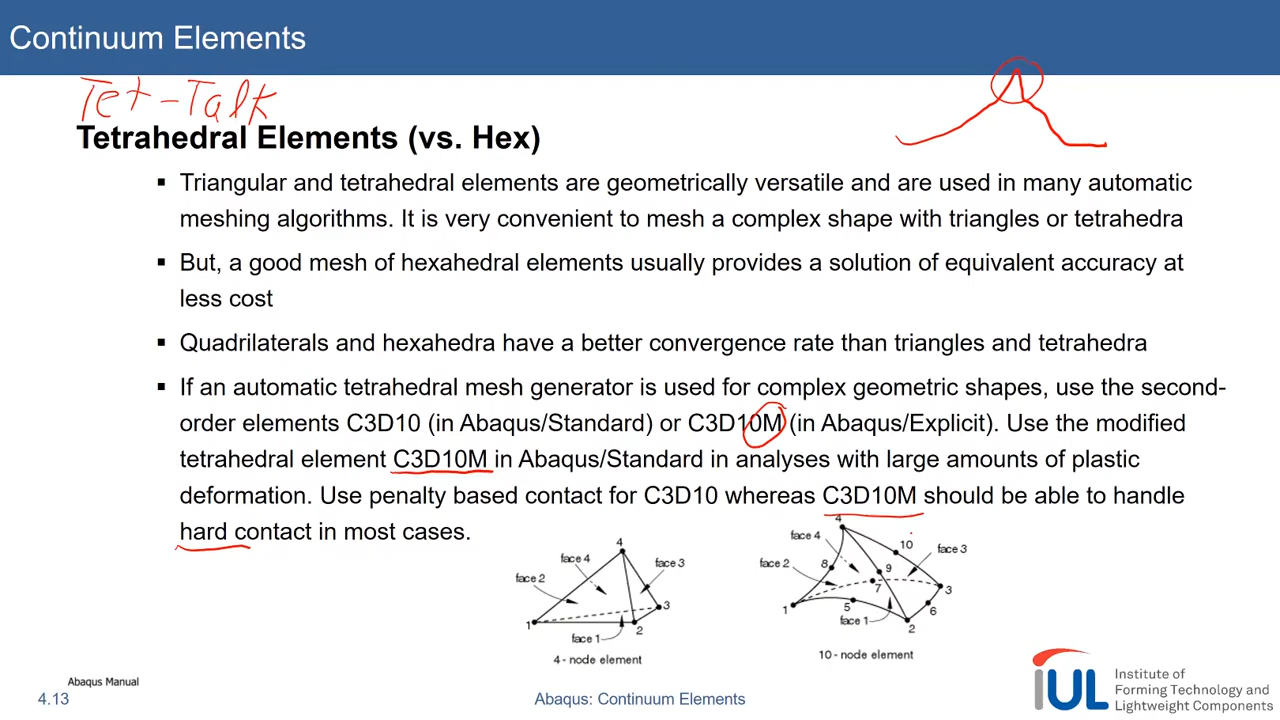 Continuum Elements
Tet-Talk
Tetrahedral Elements (vs. Hex)
▪ Triangular and tetrahedral elements are geometrically versatile and are used in many automatic
meshing algorithms. It is very convenient to mesh a complex shape with triangles or tetrahedra
▪ But, a good mesh of hexahedral elements usually provides a solution of equivalent accuracy at
less cost
▪ Quadrilaterals and hexahedra have a better convergence rate than triangles and tetrahedra
▪ If an automatic tetrahedral mesh generator is used for complex geometric shapes, use the second-
order elements C3D10 (in Abaqus/Standard) or C3D10M (in Abaqus/Explicit). Use the modified
tetrahedral element C3D10M in Abaqus/Standard in analyses with large amounts of plastic
deformation. Use penalty based contact for C3D10 whereas C3D10M should be able to handle
hard contact in most cases.
4
face 4
face 3
face 2
3
1
2
face 1
4 - node element
4
face 4
10
face 3
face 2
8
9
7
3
1
5
6
face 1
2
10 - node element
Abaqus Manual
4.13
Abaqus: Continuum Elements
IUL
Institute of
Forming Technology and
Lightweight Components